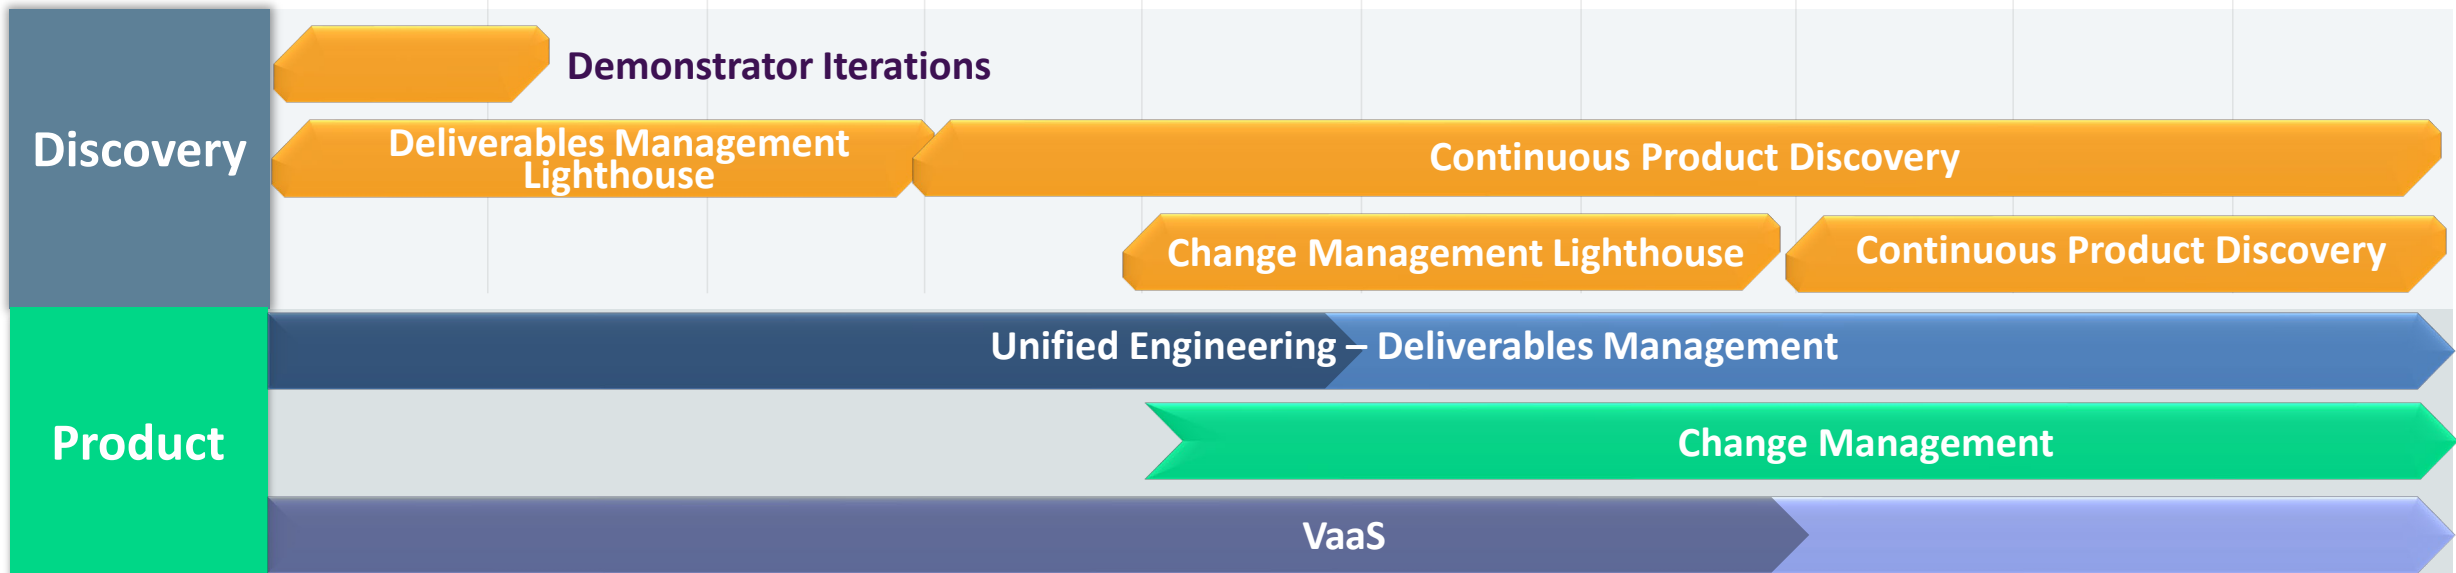 Discovery
Demonstrator Iterations
Deliverables Management
Lighthouse
Continuous Product Discovery
Change Management Lighthouse
Continuous Product Discovery
Product
Unified Engineering – Deliverables Management
Change Management
VaaS